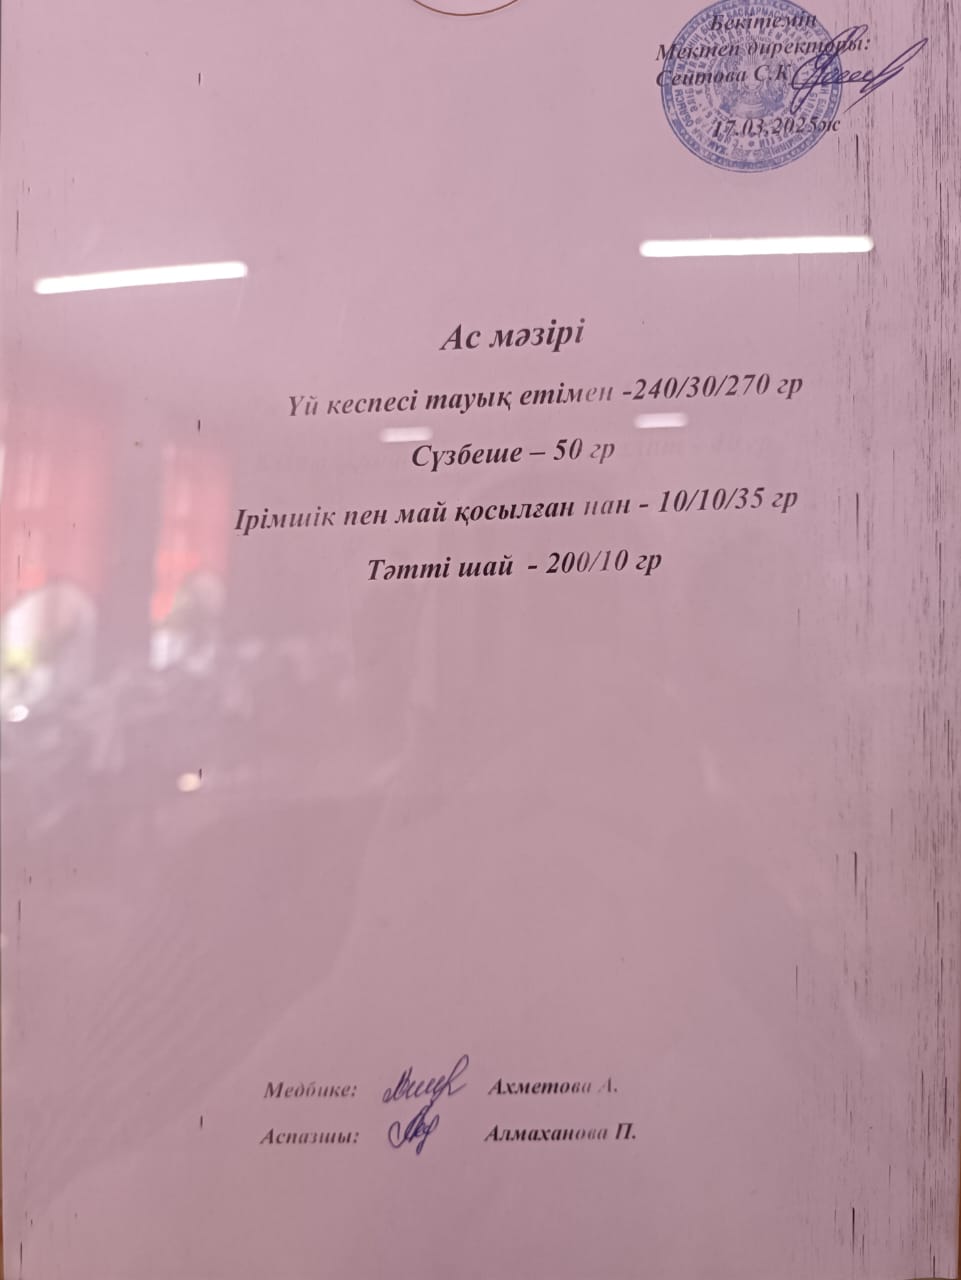 Бекітемін
Мектеп директоры:
Сеитова С.К
17.03.2025ж
Ас мәзірі
Үй кеспесі тауық етімен -240/30/270 гр
Сүзбеше – 50 гр
Ірімшік пен май қосылған нан - 10/10/35 гр
Тәтті шай - 200/10 гр
Медбике: Ахметова А.
Аспазшы: Алмаханова П.